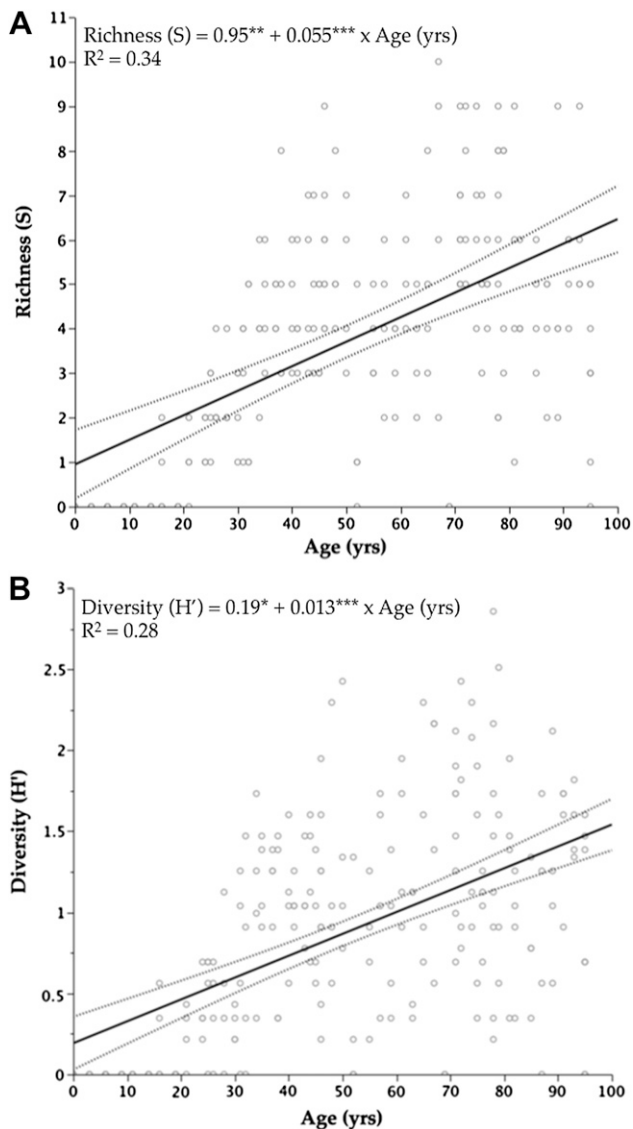 A
Richness (S) = 0.95** + 0.055*** x Age (yrs)
R² = 0.34
11
10
9
8
7
6
5
4
3
2
1
0
Richness (S)
0 10 20 30 40 50 60 70 80 90 100
Age (yrs)
B
Diversity (H′) = 0.19* + 0.013*** x Age (yrs)
R² = 0.28
3
2.5
2
1.5
1
0.5
0
Diversity (H')
0 10 20 30 40 50 60 70 80 90 100
Age (yrs)